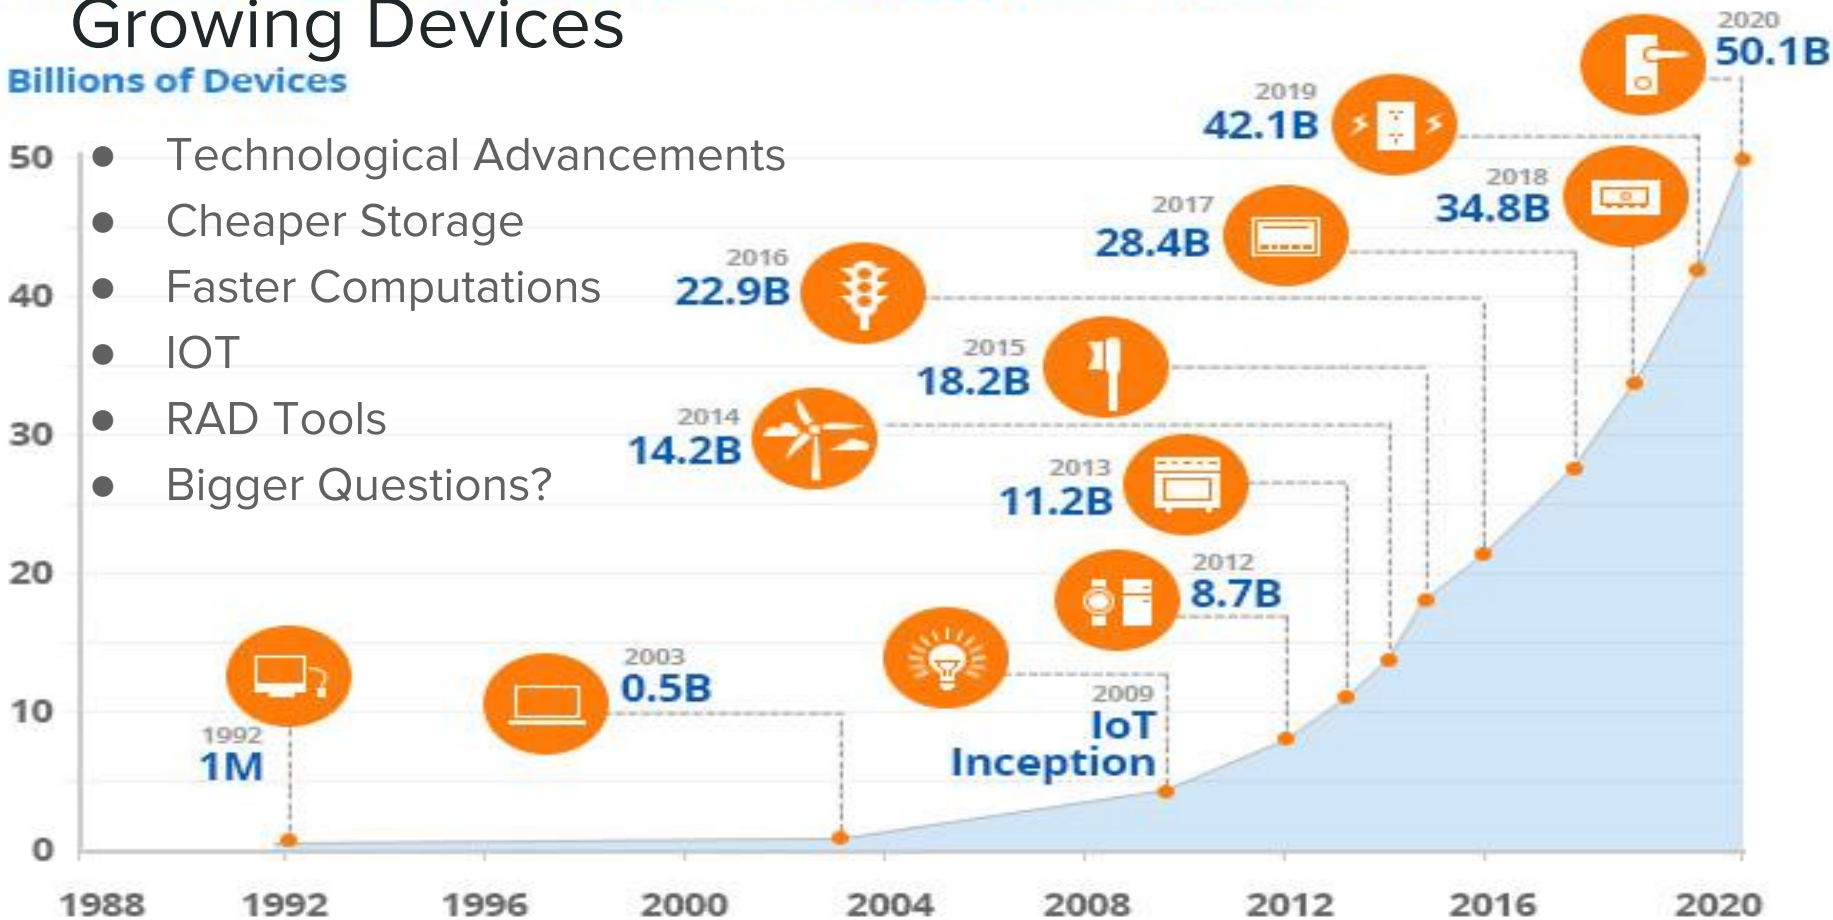 Growing Devices
Billions of Devices
● Technological Advancements
● Cheaper Storage
● Faster Computations
● IOT
● RAD Tools
● Bigger Questions?
50
40
30
20
10
0
1992
1M
2003
0.5B
2009
IoT
Inception
2012
8.7B
2013
11.2B
2014
14.2B
2015
18.2B
2016
22.9B
2017
28.4B
2018
34.8B
2019
42.1B
2020
50.1B
1988 1992 1996 2000 2004 2008 2012 2016 2020